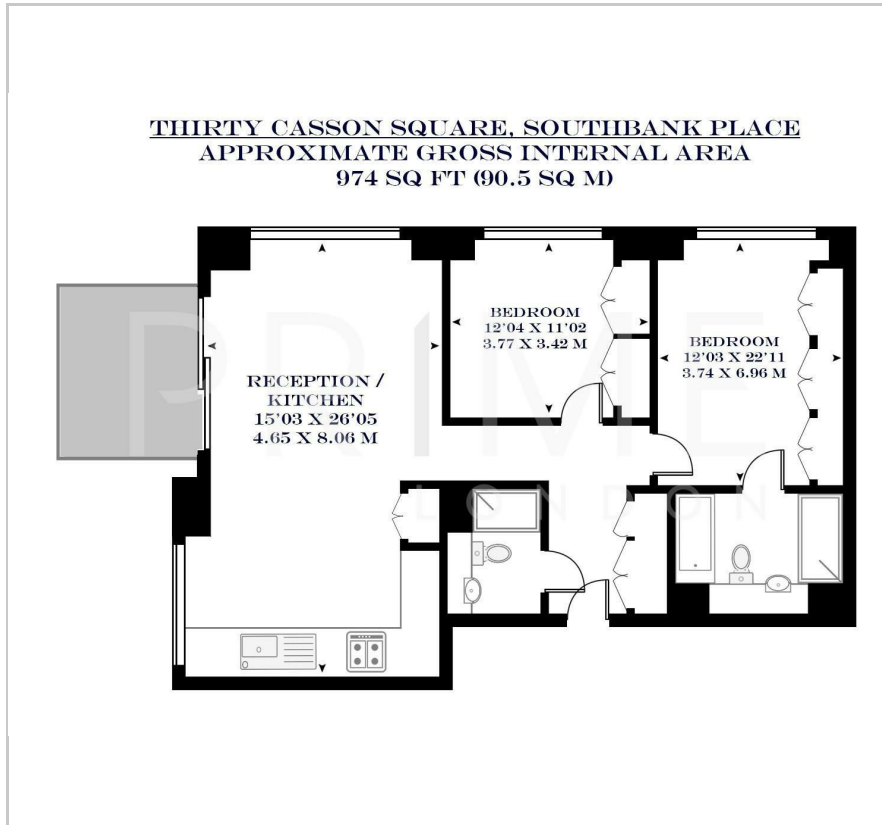 THIRTY CASSON SQUARE, SOUTHBANK PLACE
APPROXIMATE GROSS INTERNAL AREA
974 SQ FT (90.5 SQ M)
BEDROOM
12'04 X 11'02
3.77 X 3.42 M
BEDROOM
12'03 X 22'11
3.74 X 6.96 M
RECEPTION /
KITCHEN
15'03 X 26'05
4.65 X 8.06 M
PRIME
LONDON